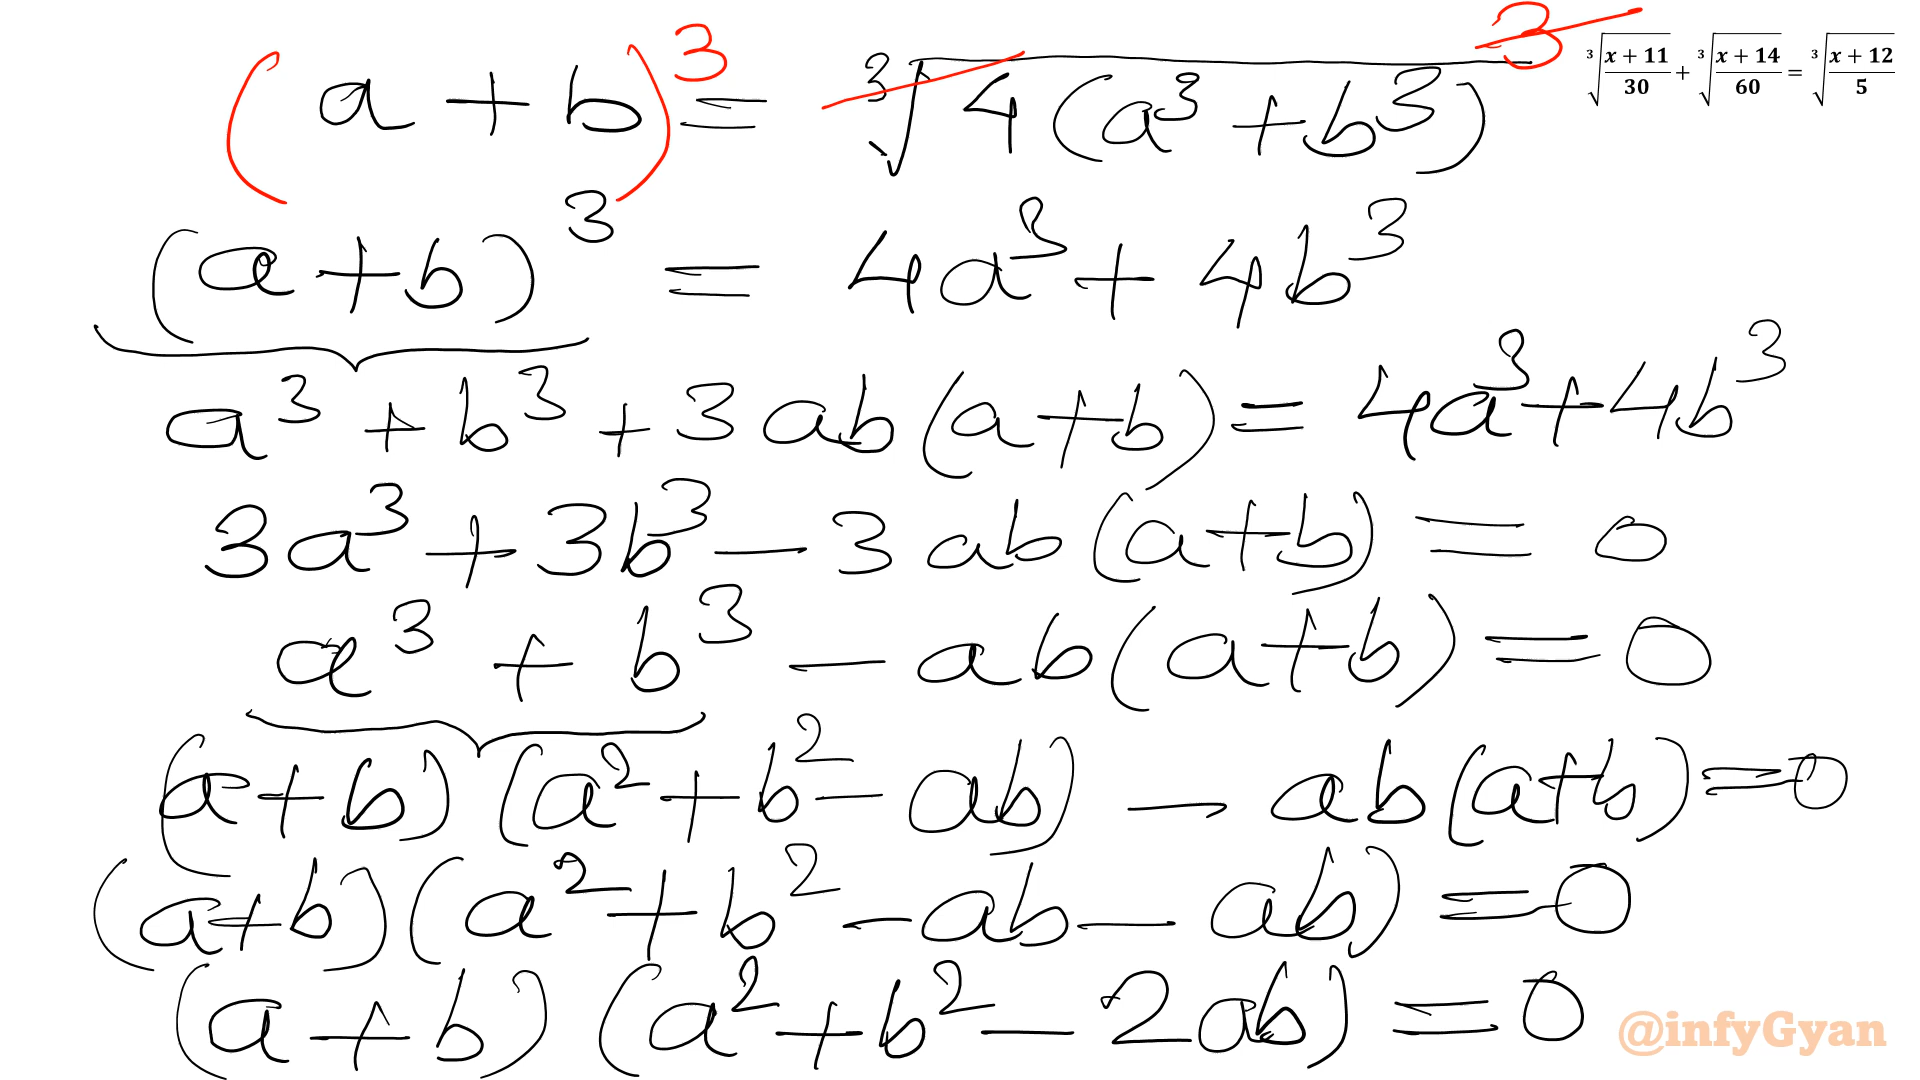 (a + b)³ = ∛(4(a³ + b³))³
∛((x + 11)/30) + ∛((x + 14)/60) = ∛((x + 12)/5)
(a + b)³ = 4a³ + 4b³
a³ + b³ + 3ab(a + b) = 4a³ + 4b³
3a³ + 3b³ − 3ab(a + b) = 0
a³ + b³ − ab(a + b) = 0
(a + b)(a² + b² − ab) − ab(a + b) = 0
(a + b)(a² + b² − ab − ab) = 0
(a + b)(a² + b² − 2ab) = 0
@infyGyan